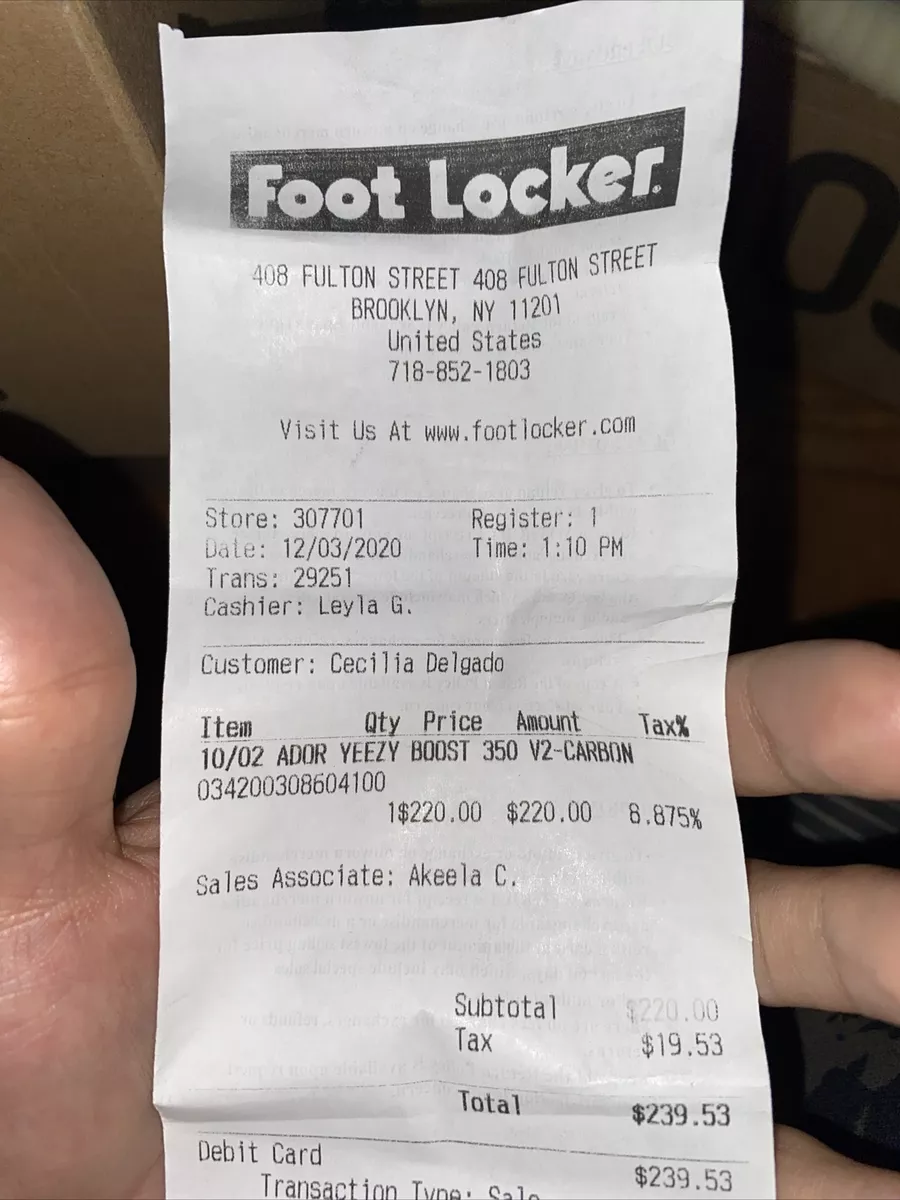 Foot Locker.
408 FULTON STREET 408 FULTON STREET
BROOKLYN, NY 11201
United States
718-852-1803
Visit Us At www.footlocker.com
Store: 307701 Register: 1
Date: 12/03/2020 Time: 1:10 PM
Trans: 29251
Cashier: Leyla G.
Customer: Cecilia Delgado
Item Qty Price Amount Tax%
10/02 ADOR YEEZY BOOST 350 V2-CARBON
034200308604100
1$220.00 $220.00 8.875%
Sales Associate: Akeela C.
Subtotal $220.00
Tax $19.53
Total $239.53
Debit Card $239.53
Transaction Type: Sale